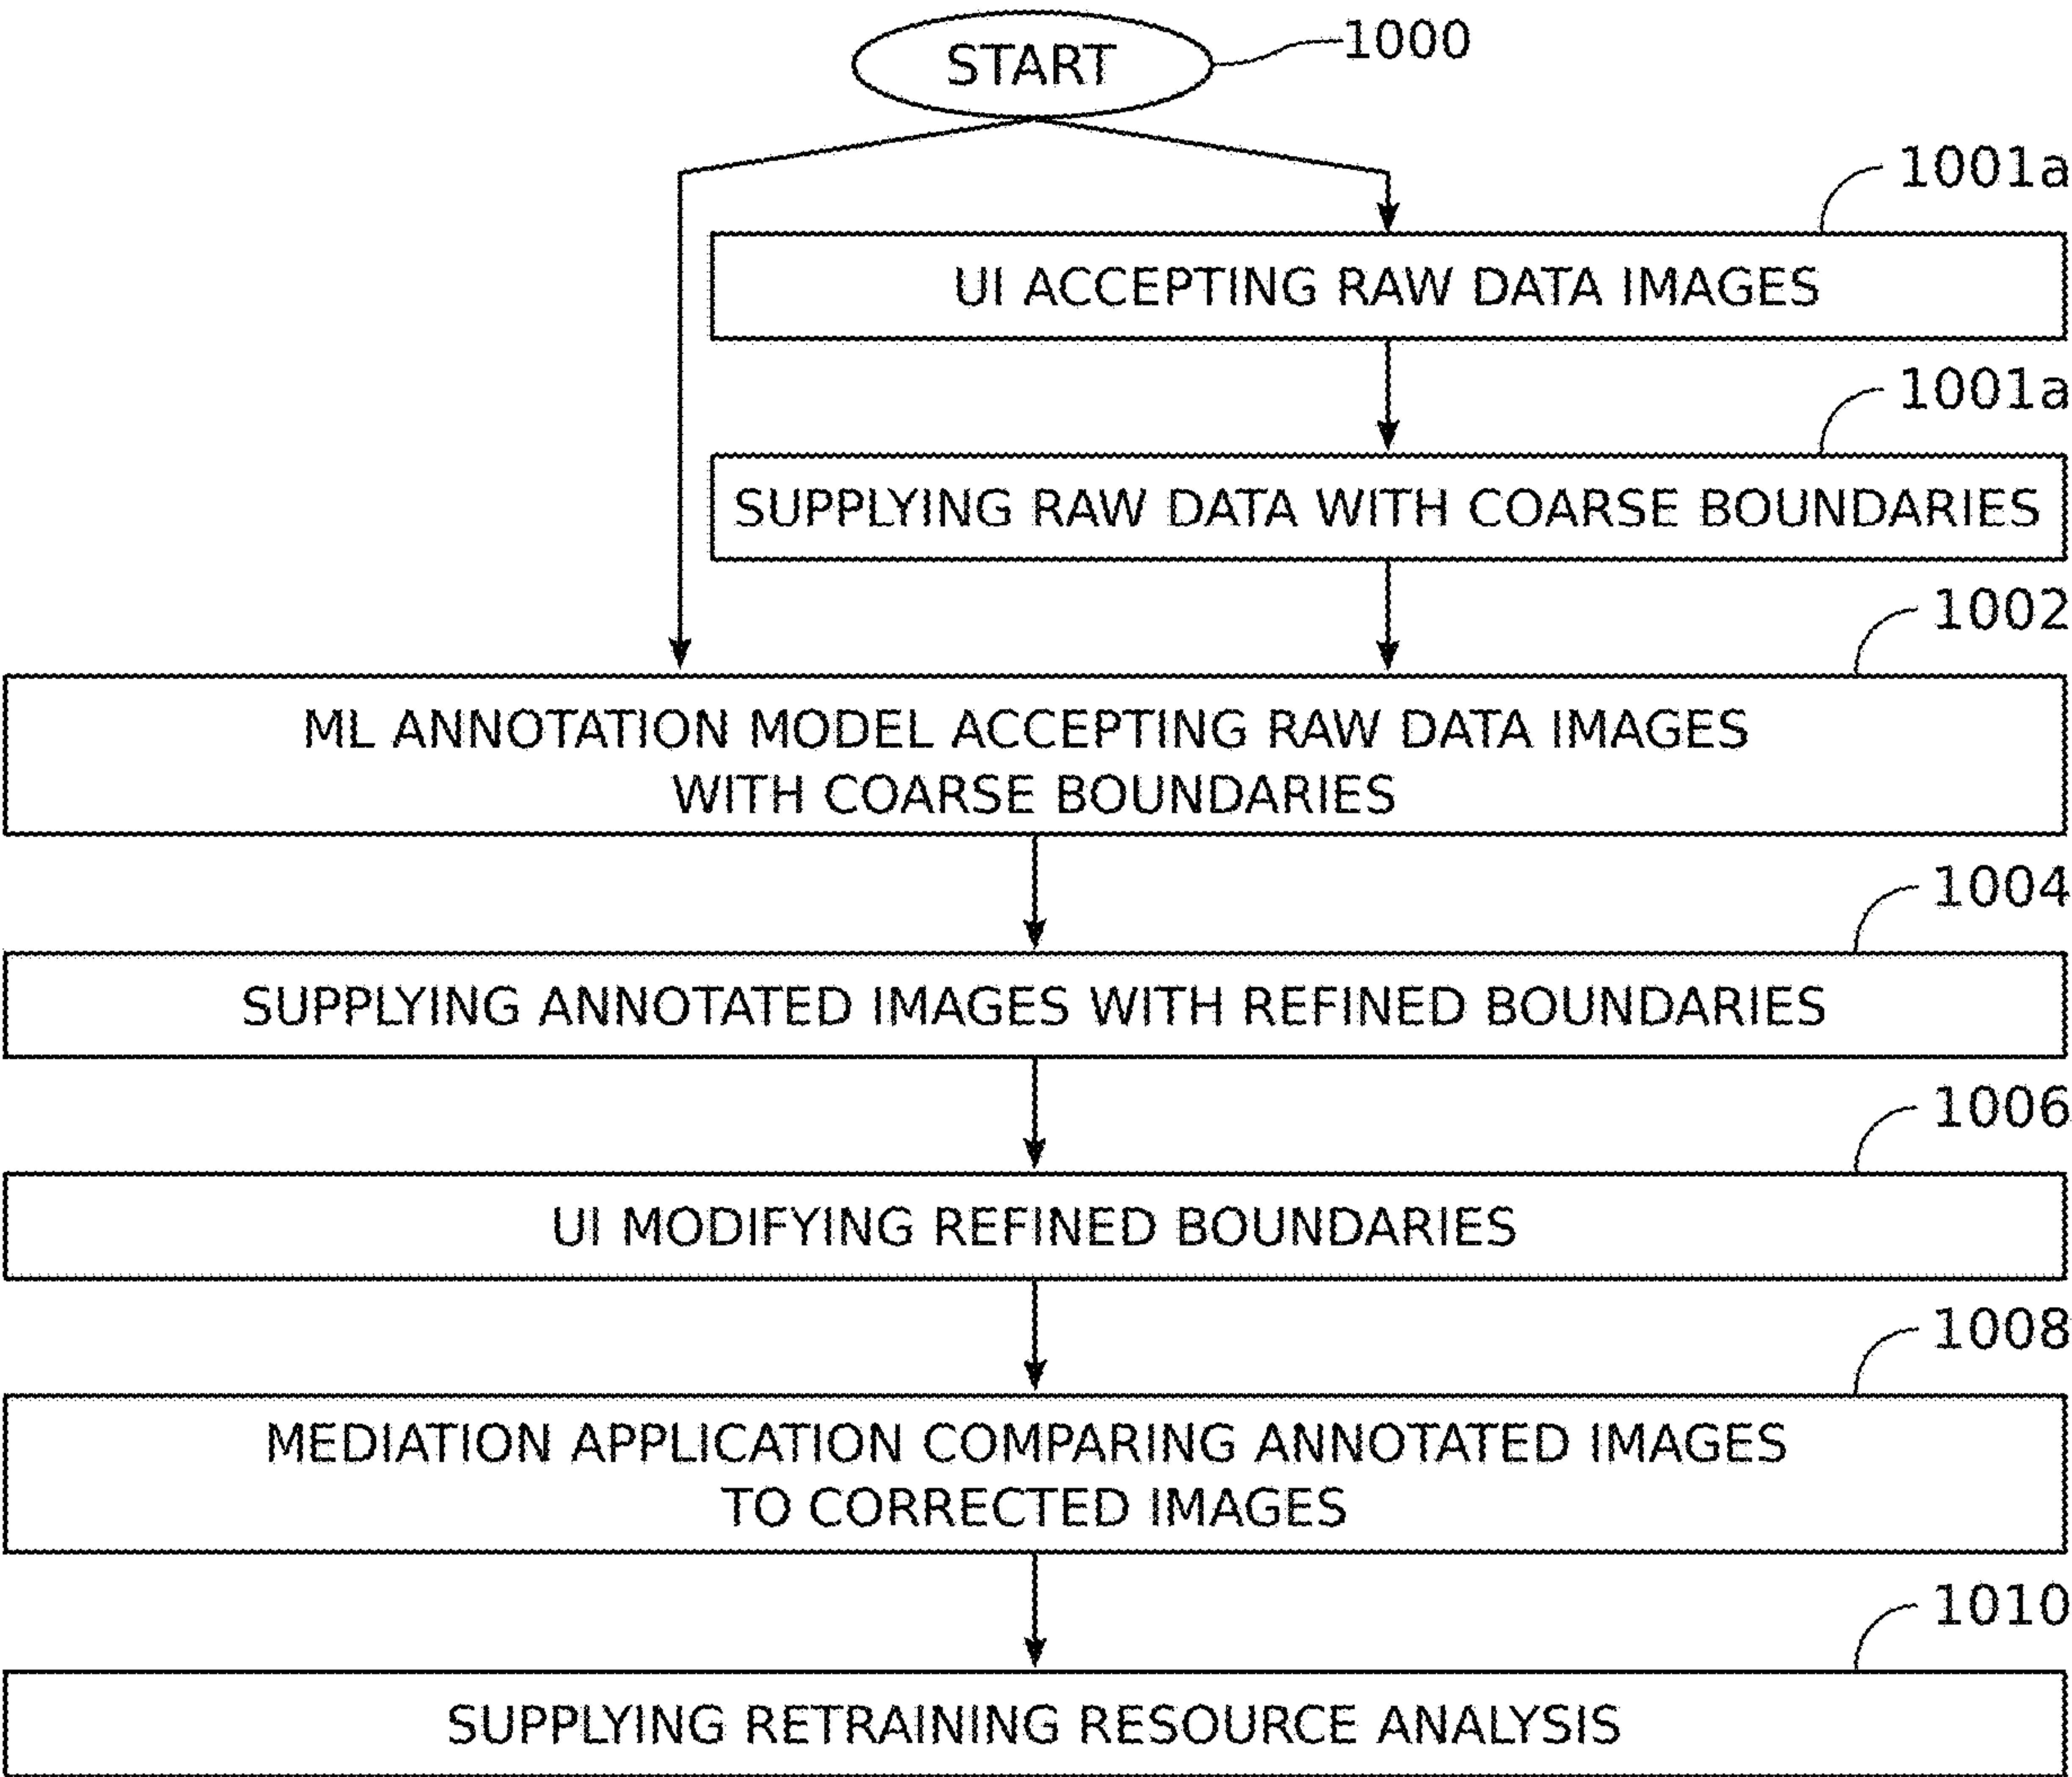 START
1000
1001a
UI ACCEPTING RAW DATA IMAGES
1001a
SUPPLYING RAW DATA WITH COARSE BOUNDARIES
1002
ML ANNOTATION MODEL ACCEPTING RAW DATA IMAGES
WITH COARSE BOUNDARIES
1004
SUPPLYING ANNOTATED IMAGES WITH REFINED BOUNDARIES
1006
UI MODIFYING REFINED BOUNDARIES
1008
MEDIATION APPLICATION COMPARING ANNOTATED IMAGES
TO CORRECTED IMAGES
1010
SUPPLYING RETRAINING RESOURCE ANALYSIS